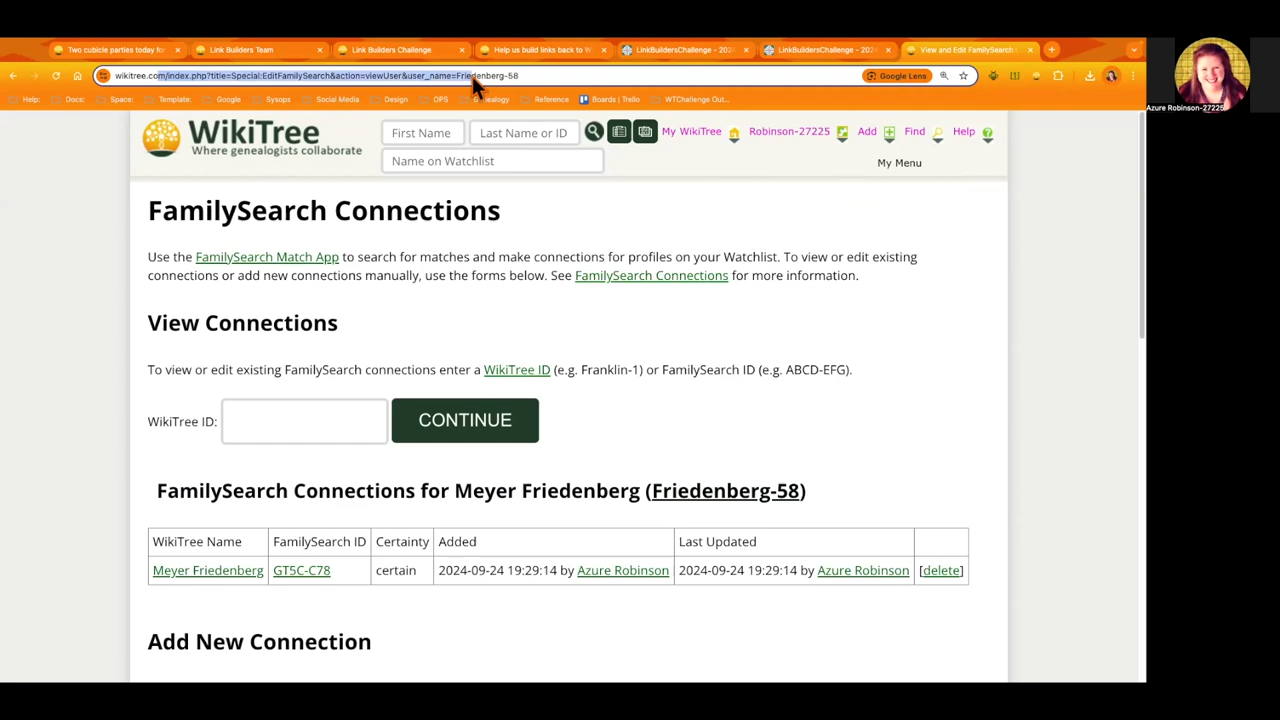 Two cubicle parties today for
Link Builders Team
Link Builders Challenge
Help us build links back to W
LinkBuildersChallenge - 2024
LinkBuildersChallenge - 2024
View and Edit FamilySearch
wikitree.com/index.php?title=Special:EditFamilySearch&action=viewUser&user_name=Friedenberg-58
Google Lens
Help:
Docs:
Space:
Template:
Google
Sysops
Social Media
Design
OPS
Genealogy
Reference
Boards | Trello
WTChallenge Out...
Azure Robinson-27225
WikiTree
Where genealogists collaborate
First Name
Last Name or ID
My WikiTree
Robinson-27225
Add
Find
Help
Name on Watchlist
My Menu
FamilySearch Connections
Use the FamilySearch Match App to search for matches and make connections for profiles on your Watchlist. To view or edit existing
connections or add new connections manually, use the forms below. See FamilySearch Connections for more information.
View Connections
To view or edit existing FamilySearch connections enter a WikiTree ID (e.g. Franklin-1) or FamilySearch ID (e.g. ABCD-EFG).
WikiTree ID:
CONTINUE
FamilySearch Connections for Meyer Friedenberg (Friedenberg-58)
WikiTree Name
FamilySearch ID
Certainty
Added
Last Updated
Meyer Friedenberg
GT5C-C78
certain
2024-09-24 19:29:14 by Azure Robinson
2024-09-24 19:29:14 by Azure Robinson
[delete]
Add New Connection